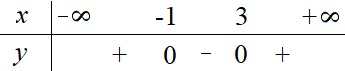 x −∞ -1 3 +∞
y + 0 − 0 +